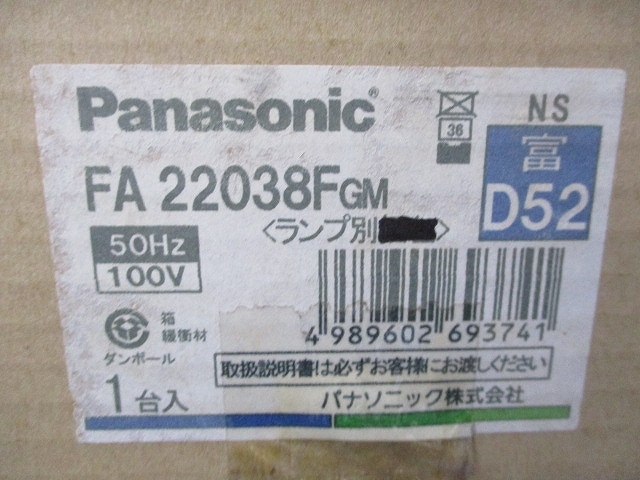 Panasonic®
NS
36
富
D52
FA 22038FGM
〈ランプ別 〉
50Hz
100V
箱
緩衝材
ダンボール
4 989602 693741
取扱説明書は必ずお客様にお渡しください
1台入
パナソニック株式会社